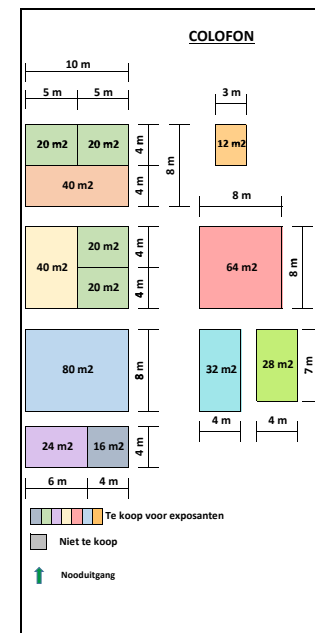 COLOFON
10 m
3 m
5 m 5 m
20 m2 20 m2
4 m
8 m
12 m2
40 m2
4 m
8 m
40 m2
20 m2
4 m
64 m2
8 m
20 m2
4 m
80 m2
8 m
32 m2
28 m2
7 m
4 m 4 m
24 m2 16 m2
4 m
6 m 4 m
Te koop voor exposanten
Niet te koop
Nooduitgang